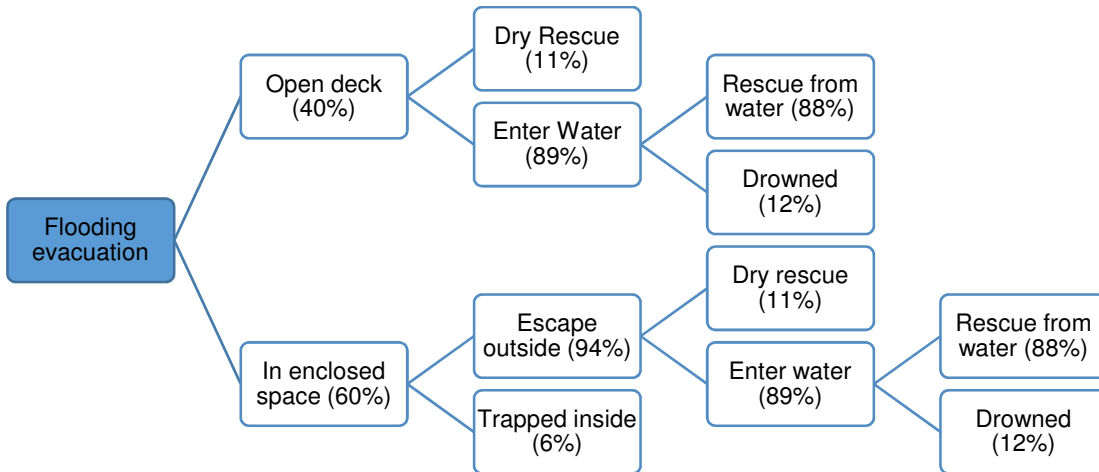 Flooding
evacuation
Open deck
(40%)
Dry Rescue
(11%)
Enter Water
(89%)
Rescue from
water (88%)
Drowned
(12%)
In enclosed
space (60%)
Escape
outside (94%)
Trapped inside
(6%)
Dry rescue
(11%)
Enter water
(89%)
Rescue from
water (88%)
Drowned
(12%)